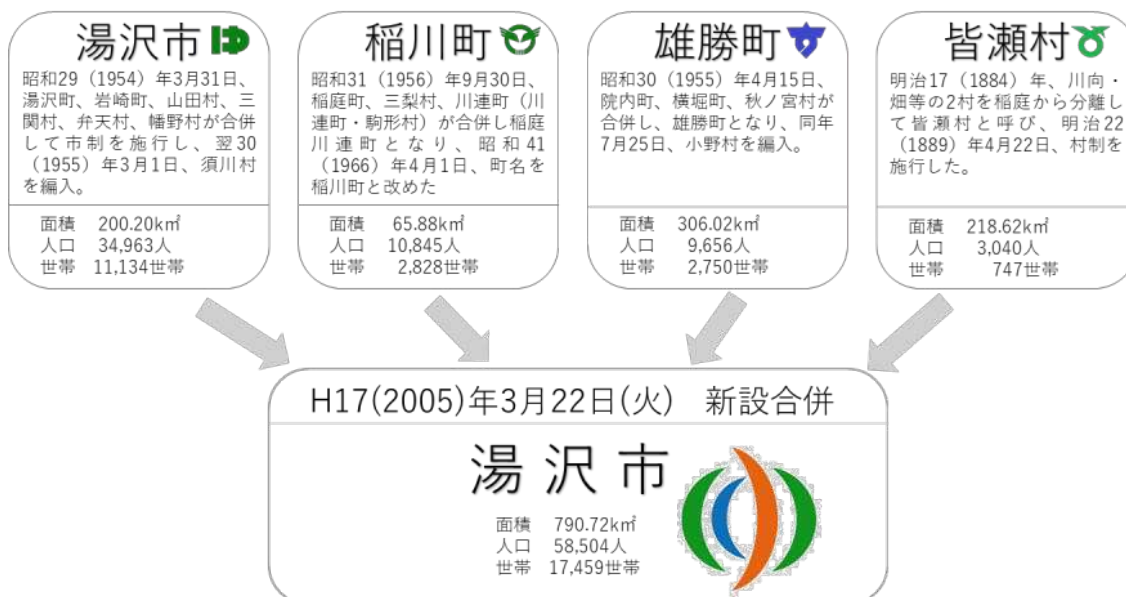 湯沢市
昭和29（1954）年3月31日、
湯沢町、岩崎町、山田村、三
関村、弁天村、幡野村が合併
して市制を施行し、翌30
（1955）年3月1日、須川村
を編入。
面積 200.20k㎡
人口 34,963人
世帯 11,134世帯
稲川町
昭和31（1956）年9月30日、
稲庭町、三梨村、川連町（川
連町・駒形村）が合併し稲庭
川連町となり、昭和41
（1966）年4月1日、町名を
稲川町と改めた
面積 65.88k㎡
人口 10,845人
世帯 2,828世帯
雄勝町
昭和30（1955）年4月15日、
院内町、横堀町、秋ノ宮村が
合併し、雄勝町となり、同年
7月25日、小野村を編入。
面積 306.02k㎡
人口 9,656人
世帯 2,750世帯
皆瀬村
明治17（1884）年、川向・
畑等の2村を稲庭から分離し
て皆瀬村と呼び、明治22
（1889）年4月22日、村制を
施行した。
面積 218.62k㎡
人口 3,040人
世帯 747世帯
H17(2005)年3月22日(火) 新設合併
湯沢市
面積 790.72k㎡
人口 58,504人
世帯 17,459世帯